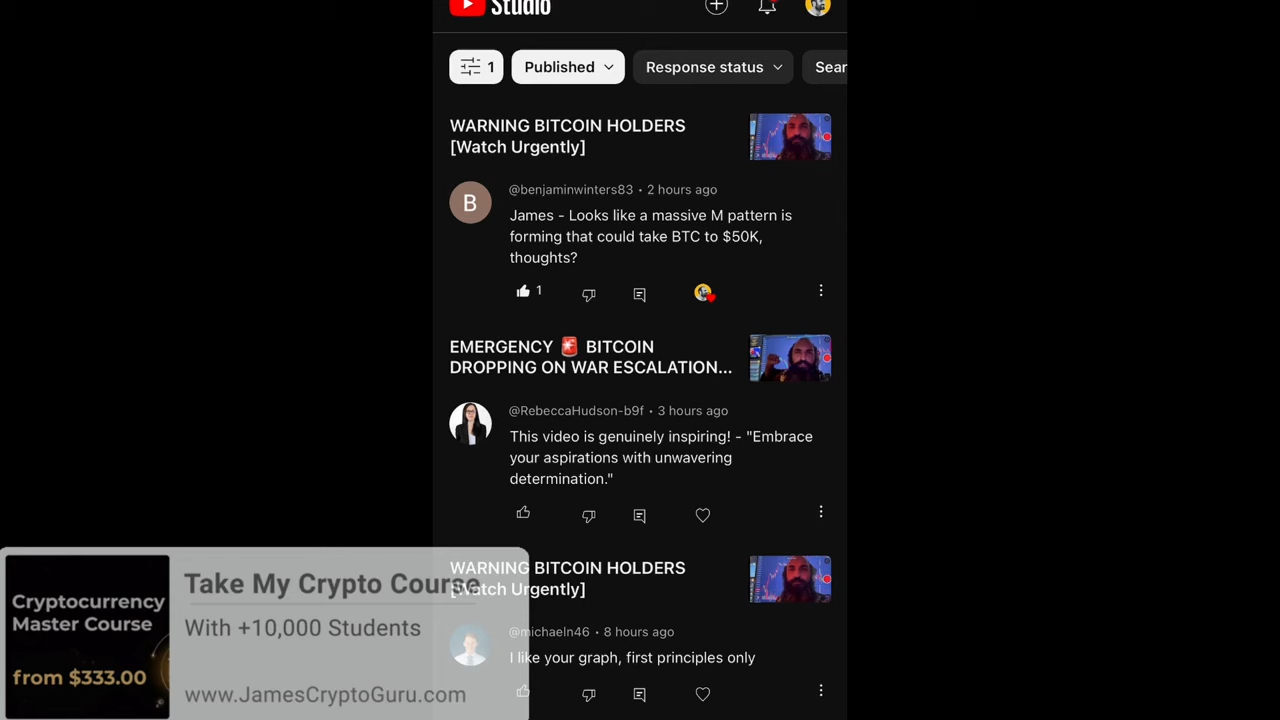 Studio
1
Published
Response status
Sear
WARNING BITCOIN HOLDERS
[Watch Urgently]
@benjaminwinters83 • 2 hours ago
B
James - Looks like a massive M pattern is
forming that could take BTC to $50K,
thoughts?
1
EMERGENCY 🚨 BITCOIN
DROPPING ON WAR ESCALATION...
@RebeccaHudson-b9f • 3 hours ago
This video is genuinely inspiring! - "Embrace
your aspirations with unwavering
determination."
WARNING BITCOIN HOLDERS
[Watch Urgently]
@michaeln46 • 8 hours ago
I like your graph, first principles only
Cryptocurrency
Master Course
from $333.00
Take My Crypto Course
With +10,000 Students
www.JamesCryptoGuru.com